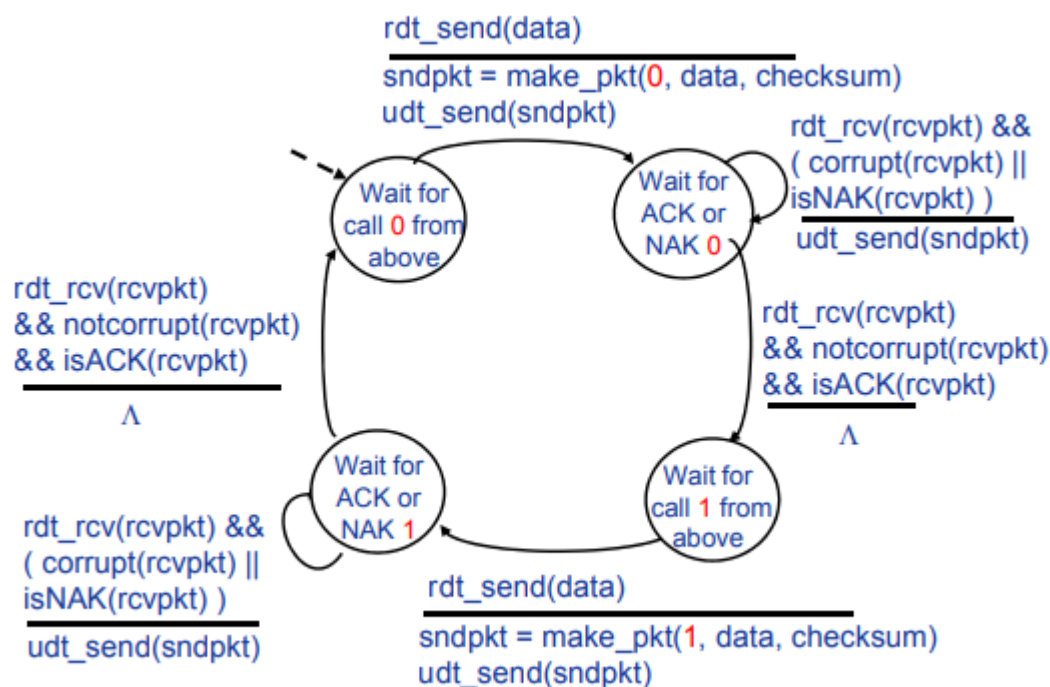 rdt_send(data)
sndpkt = make_pkt(0, data, checksum)
udt_send(sndpkt)
rdt_rcv(rcvpkt) &&
( corrupt(rcvpkt) ||
isNAK(rcvpkt) )
udt_send(sndpkt)
Wait for
call 0 from
above
Wait for
ACK or
NAK 0
rdt_rcv(rcvpkt)
&& notcorrupt(rcvpkt)
&& isACK(rcvpkt)
Λ
rdt_rcv(rcvpkt)
&& notcorrupt(rcvpkt)
&& isACK(rcvpkt)
Λ
Wait for
ACK or
NAK 1
Wait for
call 1 from
above
rdt_rcv(rcvpkt) &&
( corrupt(rcvpkt) ||
isNAK(rcvpkt) )
udt_send(sndpkt)
rdt_send(data)
sndpkt = make_pkt(1, data, checksum)
udt_send(sndpkt)